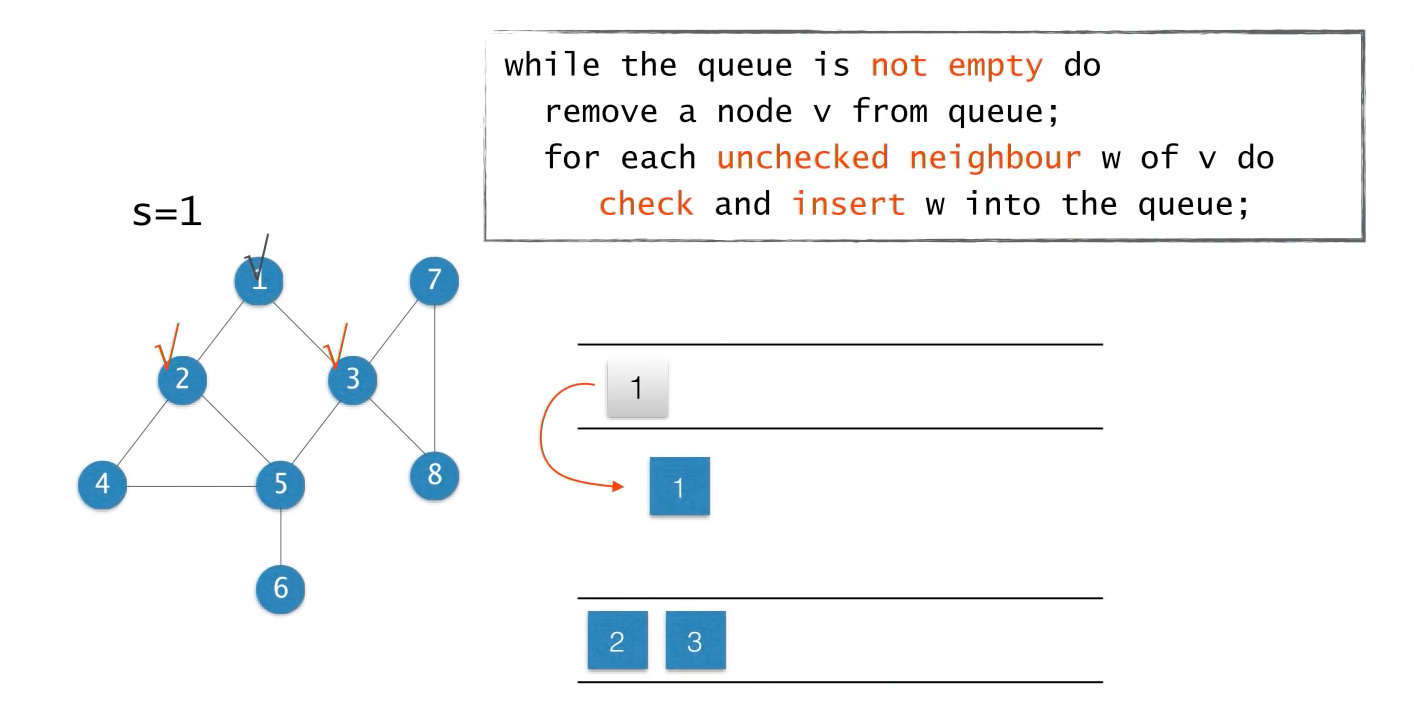 while the queue is not empty do
remove a node v from queue;
for each unchecked neighbour w of v do
check and insert w into the queue;
s=1
1
7
2
3
4
5
8
6
1
1
2 3